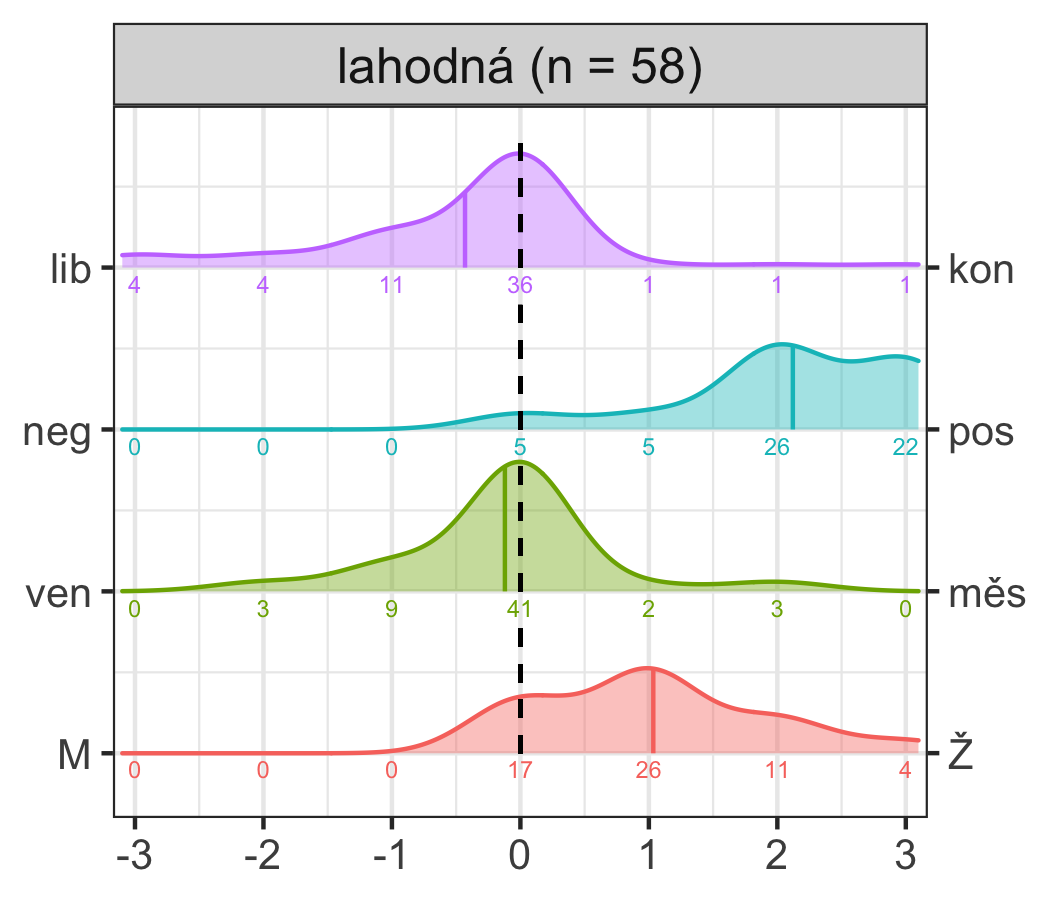 lahodná (n = 58)
lib kon
4 4 11 36 1 1 1
neg pos
0 0 0 5 5 26 22
ven měs
0 3 9 41 2 3 0
M Ž
0 0 0 17 26 11 4
-3 -2 -1 0 1 2 3